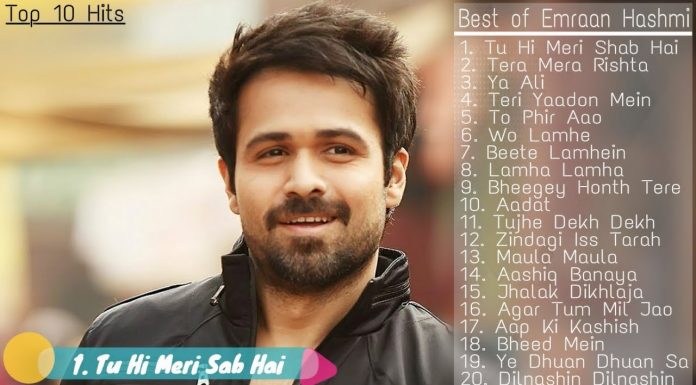 Top 10 Hits
Best of Emraan Hashmi
1. Tu Hi Meri Shab Hai
2. Tera Mera Rishta
3. Ya Ali
4. Teri Yaadon Mein
5. To Phir Aao
6. Wo Lamhe
7. Beete Lamhein
8. Lamha Lamha
9. Bheegey Honth Tere
10. Aadat
11. Tujhe Dekh Dekh
12. Zindagi Iss Tarah
13. Maula Maula
14. Aashiq Banaya
15. Jhalak Dikhlaja
16. Agar Tum Mil Jao
17. Aap Ki Kashish
18. Bheed Mein
19. Ye Dhuan Dhuan Sa
20. Dilnashin Dilnashin
1. Tu Hi Meri Sab Hai